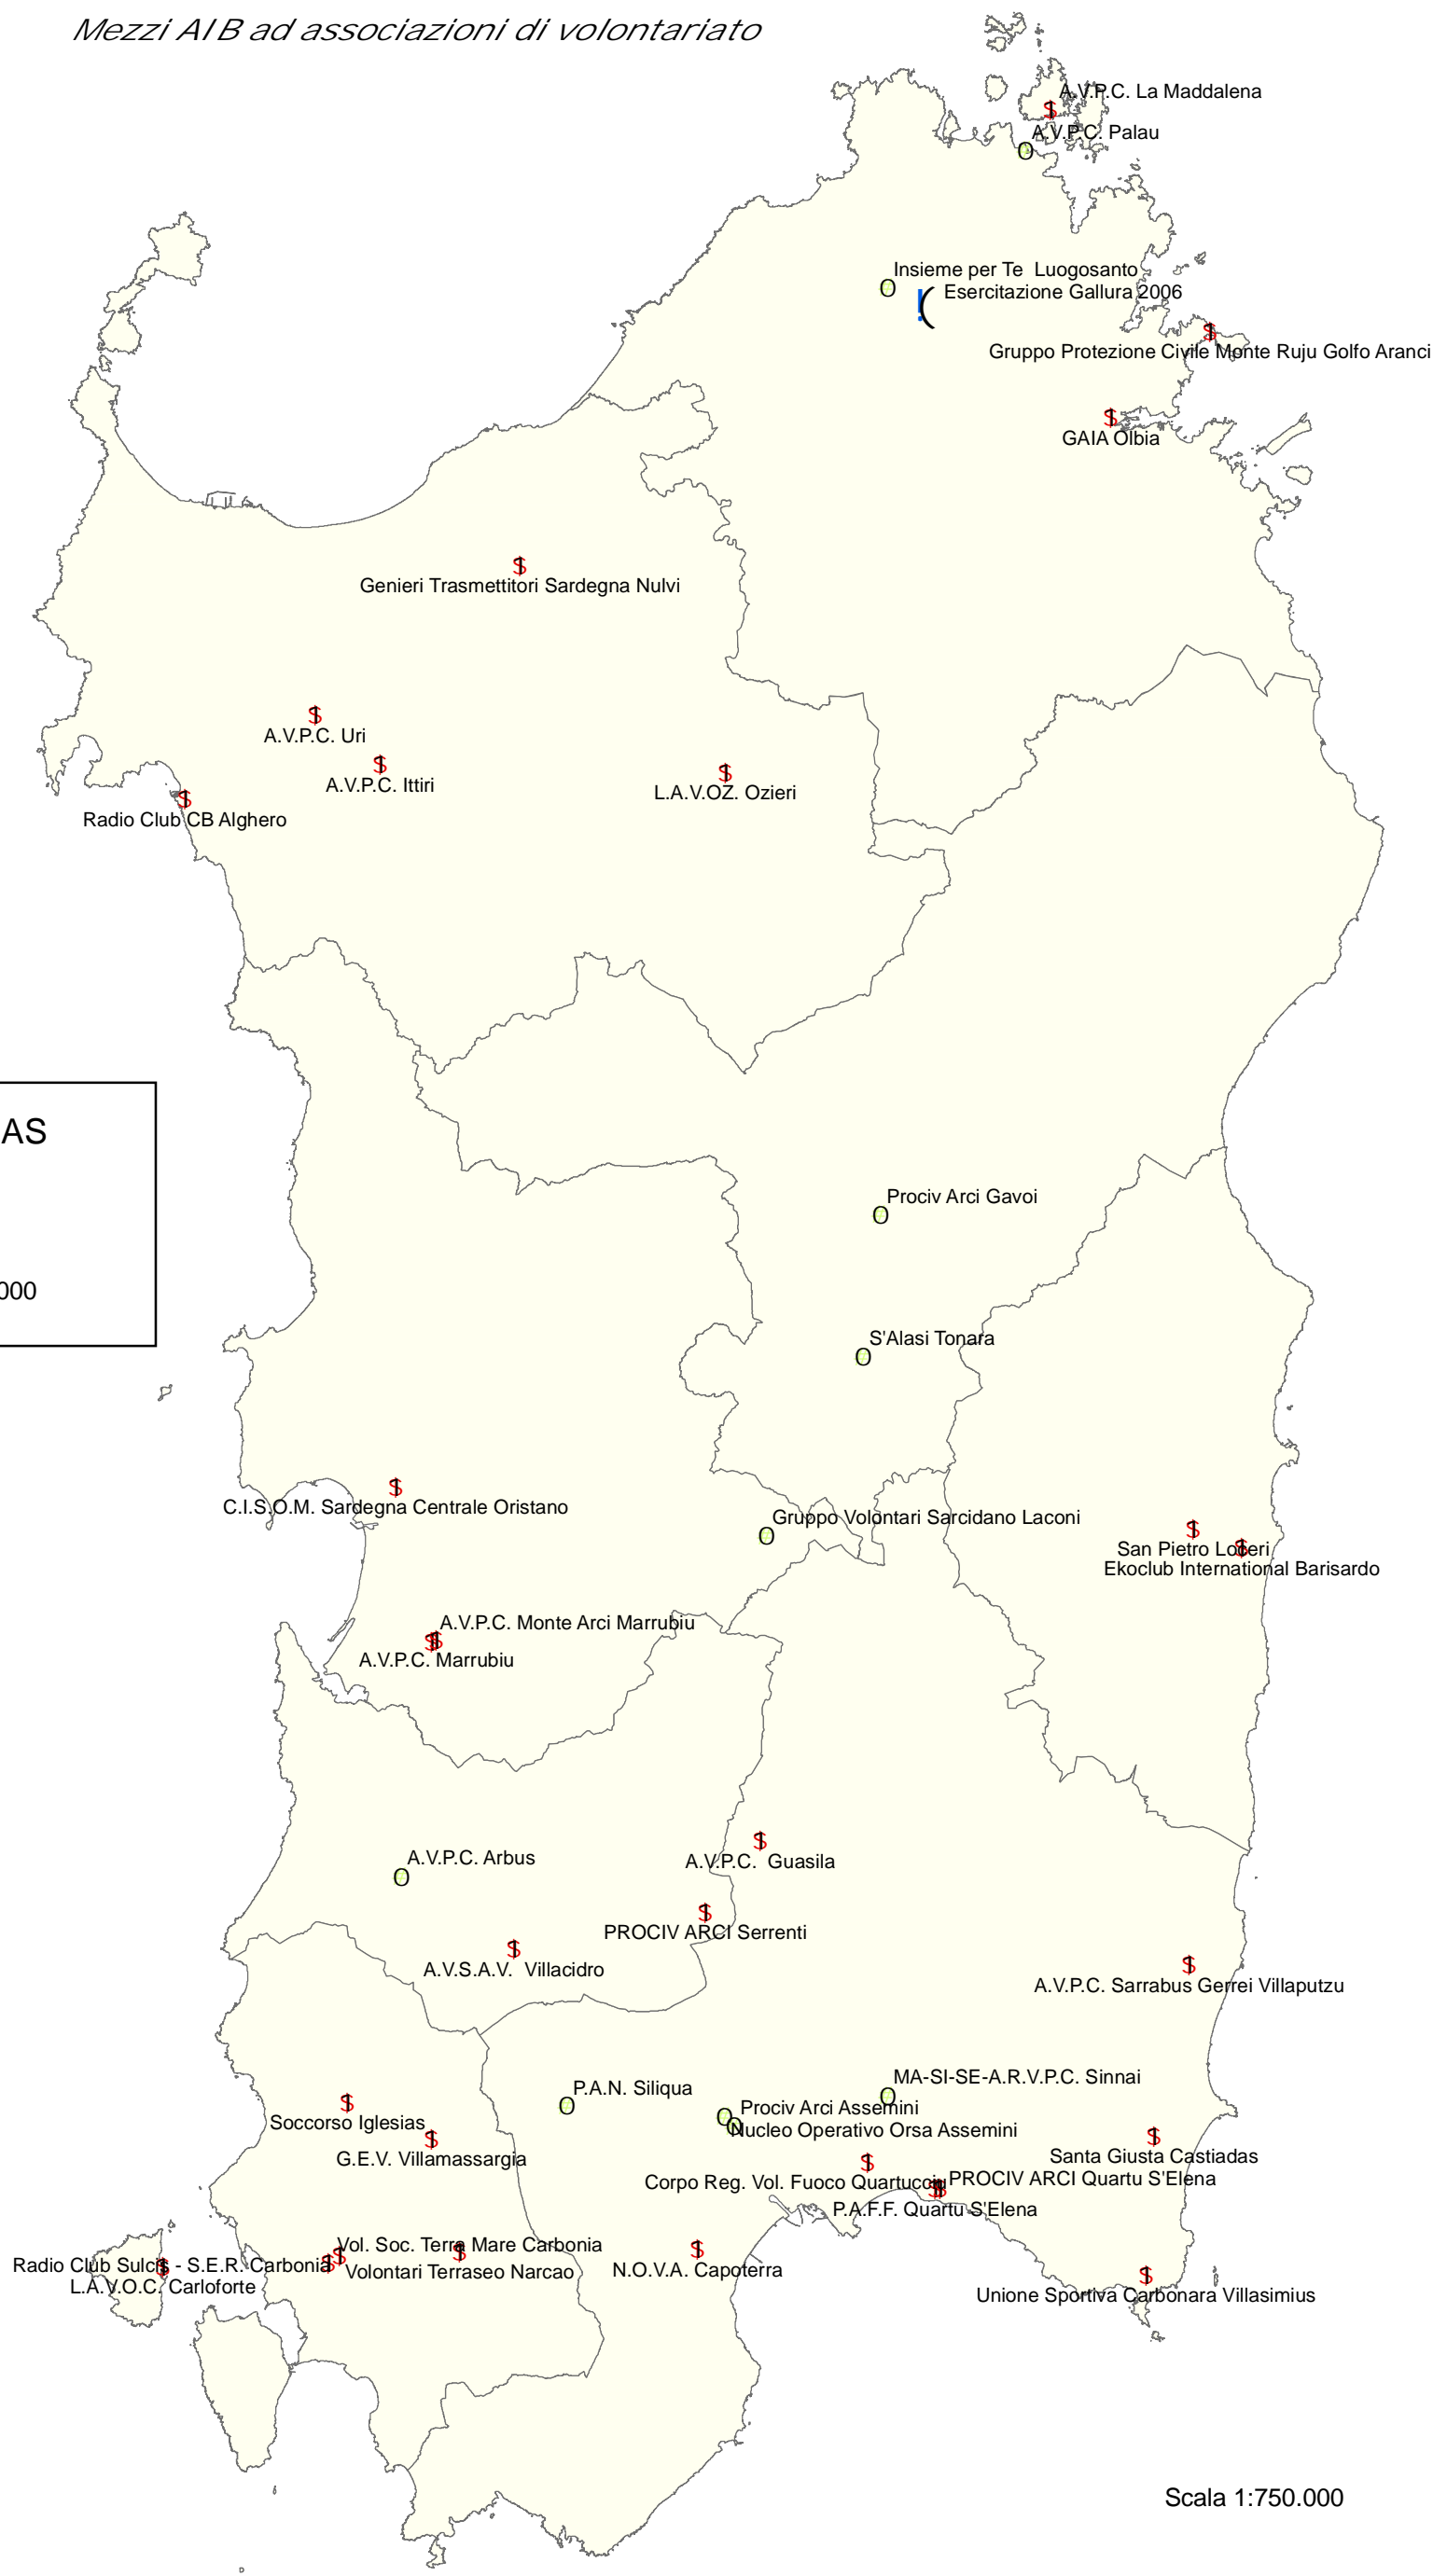 Mezzi AIB ad associazioni di volontariato
A.V.P.C. La Maddalena
A.V.P.C. Palau
Insieme per Te  Luogosanto
Esercitazione Gallura 2006
Gruppo Protezione Civile Monte Ruju Golfo Aranci
GAIA Olbia
Genieri Trasmettitori Sardegna Nulvi
A.V.P.C. Uri
A.V.P.C. Ittiri
L.A.V.OZ. Ozieri
Radio Club CB Alghero
AS
Prociv Arci Gavoi
000
S'Alasi Tonara
C.I.S.O.M. Sardegna Centrale Oristano
Gruppo Volontari Sarcidano Laconi
San Pietro Loceri
Ekoclub International Barisardo
A.V.P.C. Monte Arci Marrubiu
A.V.P.C. Marrubiu
A.V.P.C. Arbus
A.V.P.C.  Guasila
PROCIV ARCI Serrenti
A.V.S.A.V.  Villacidro
A.V.P.C. Sarrabus Gerrei Villaputzu
MA-SI-SE-A.R.V.P.C. Sinnai
P.A.N. Siliqua
Prociv Arci Assemini
Nucleo Operativo Orsa Assemini
Soccorso Iglesias
G.E.V. Villamassargia
Santa Giusta Castiadas
Corpo Reg. Vol. Fuoco Quartucciu
PROCIV ARCI Quartu S'Elena
P.A.F.F. Quartu S'Elena
Vol. Soc. Terra Mare Carbonia
Radio Club Sulcis - S.E.R. Carbonia
Volontari Terraseo Narcao
N.O.V.A. Capoterra
L.A.V.O.C. Carloforte
Unione Sportiva Carbonara Villasimius
Scala 1:750.000